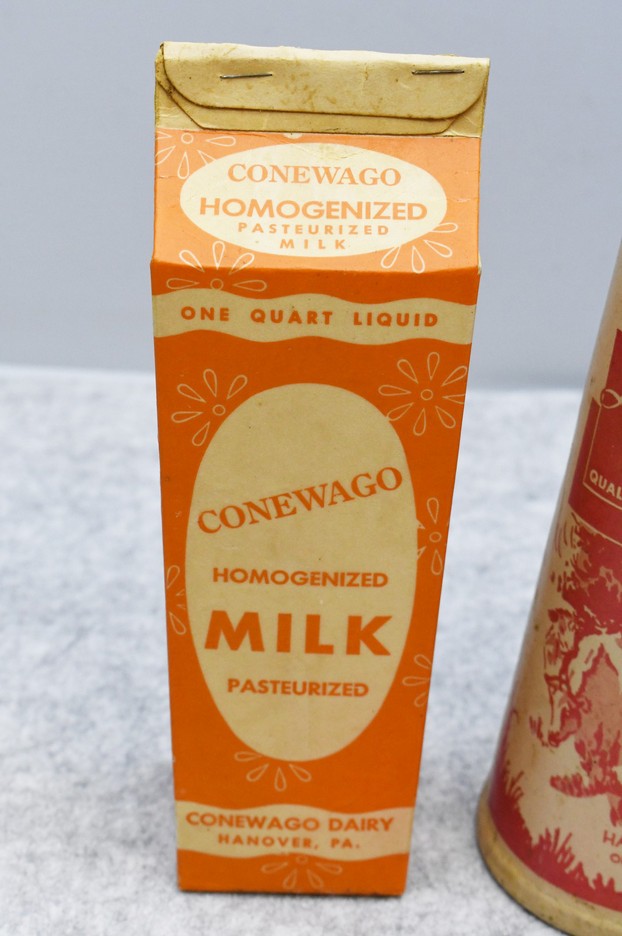 CONEWAGO
HOMOGENIZED
PASTEURIZED
MILK
ONE QUART LIQUID
CONEWAGO
HOMOGENIZED
MILK
PASTEURIZED
CONEWAGO DAIRY
HANOVER, PA.